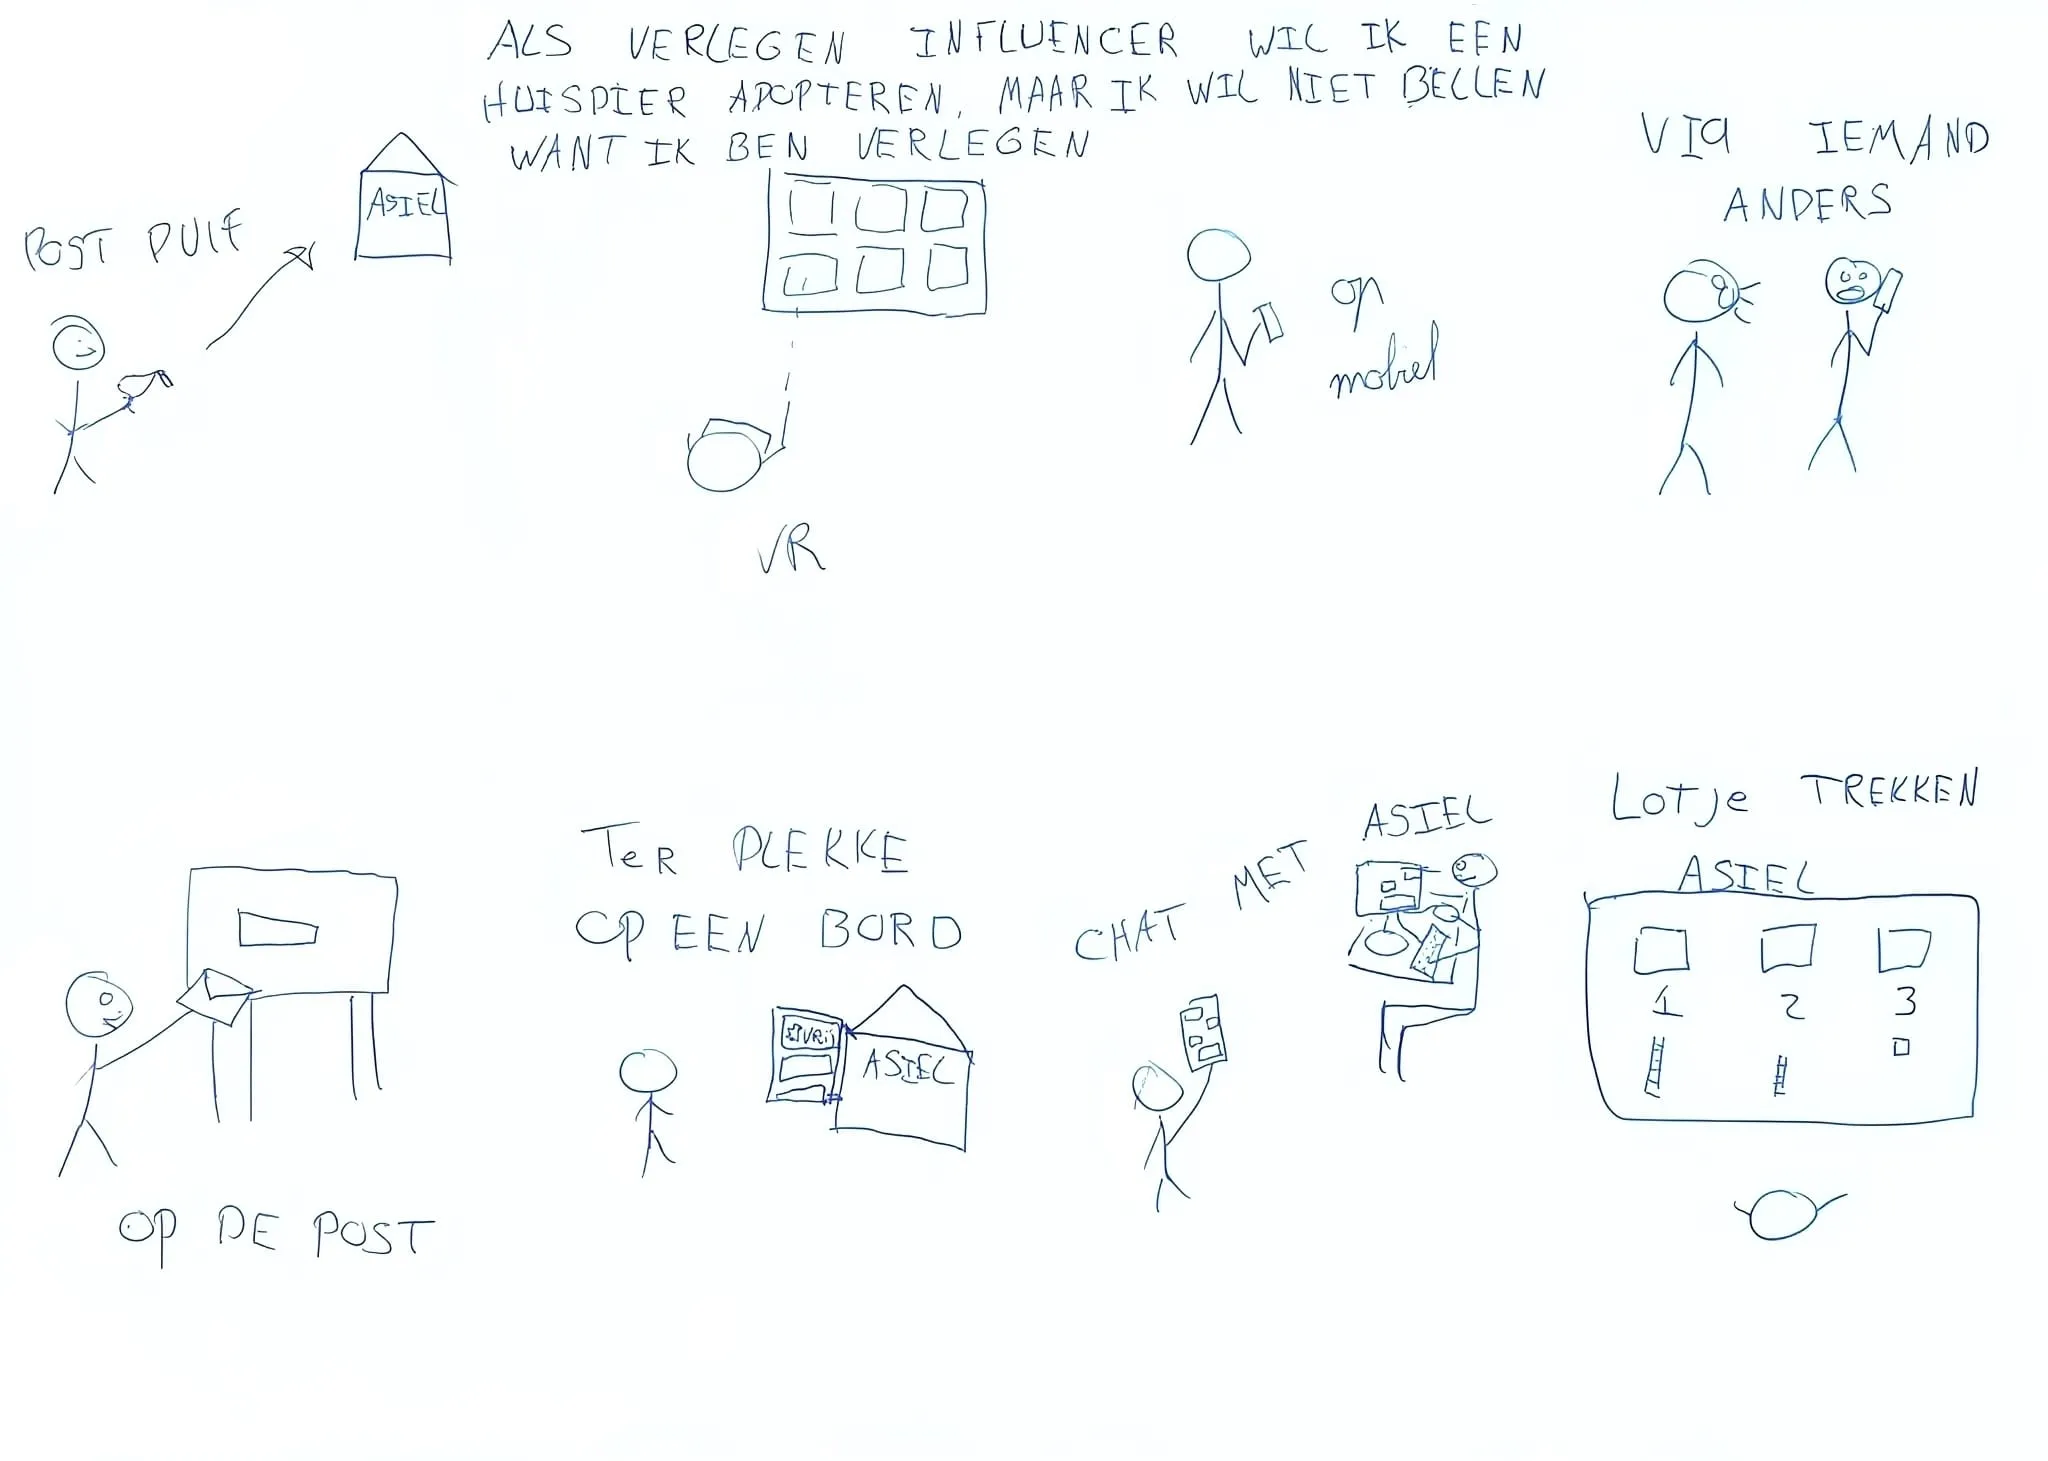 ALS VERLEGEN INFLUENCER WIL IK EEN
HUISDIER ADOPTEREN, MAAR IK WIL NIET BELLEN
WANT IK BEN VERLEGEN
POST DUIF
ASIEL
VR
op
mobiel
VIA IEMAND
ANDERS
OP DE POST
TER PLEKKE
OP EEN BORD
VRIJ
ASIEL
CHAT MET ASIEL
LOTJE TREKKEN
ASIEL
1 2 3